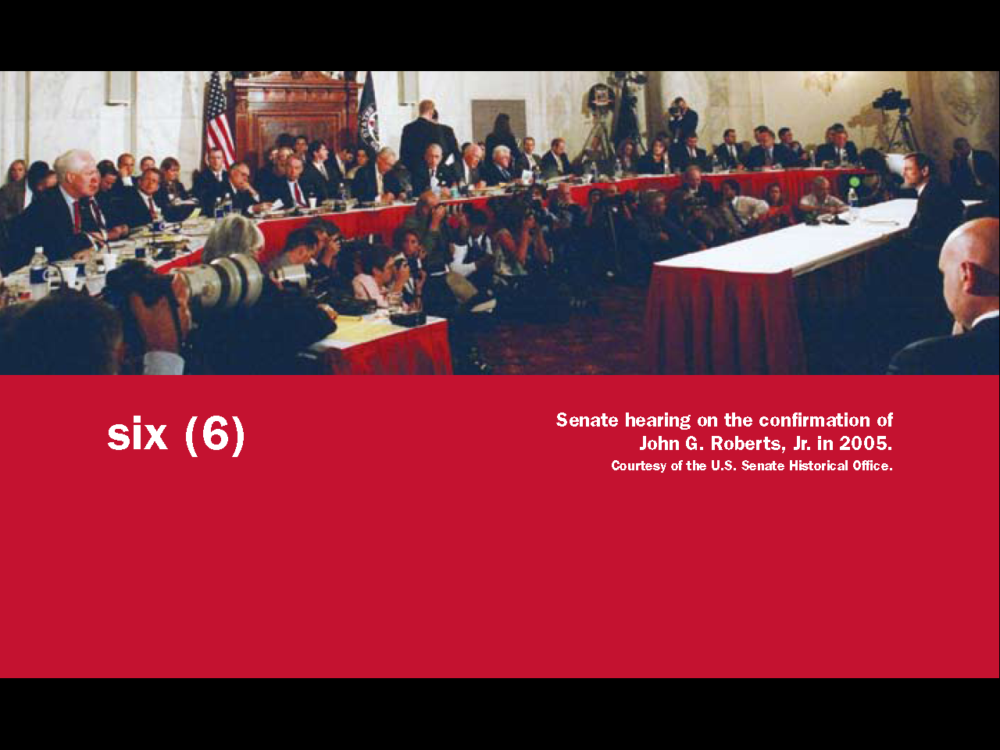 six (6)
Senate hearing on the confirmation of
John G. Roberts, Jr. in 2005.
Courtesy of the U.S. Senate Historical Office.